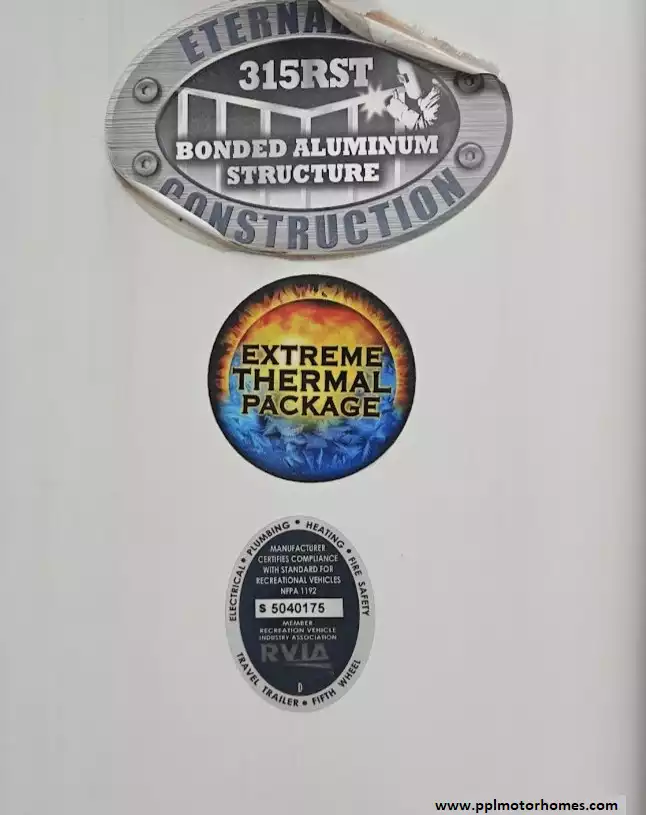 ETERNA
315RST
BONDED ALUMINUM
STRUCTURE
CONSTRUCTION
EXTREME
THERMAL
PACKAGE
ELECTRICAL • PLUMBING • HEATING • FIRE SAFETY
MANUFACTURER
CERTIFIES COMPLIANCE
WITH STANDARD FOR
RECREATIONAL VEHICLES
NFPA 1192
S 5040175
MEMBER
RECREATION VEHICLE
INDUSTRY ASSOCIATION
RVIA
D
TRAVEL TRAILER • FIFTH WHEEL
www.pplmotorhomes.com